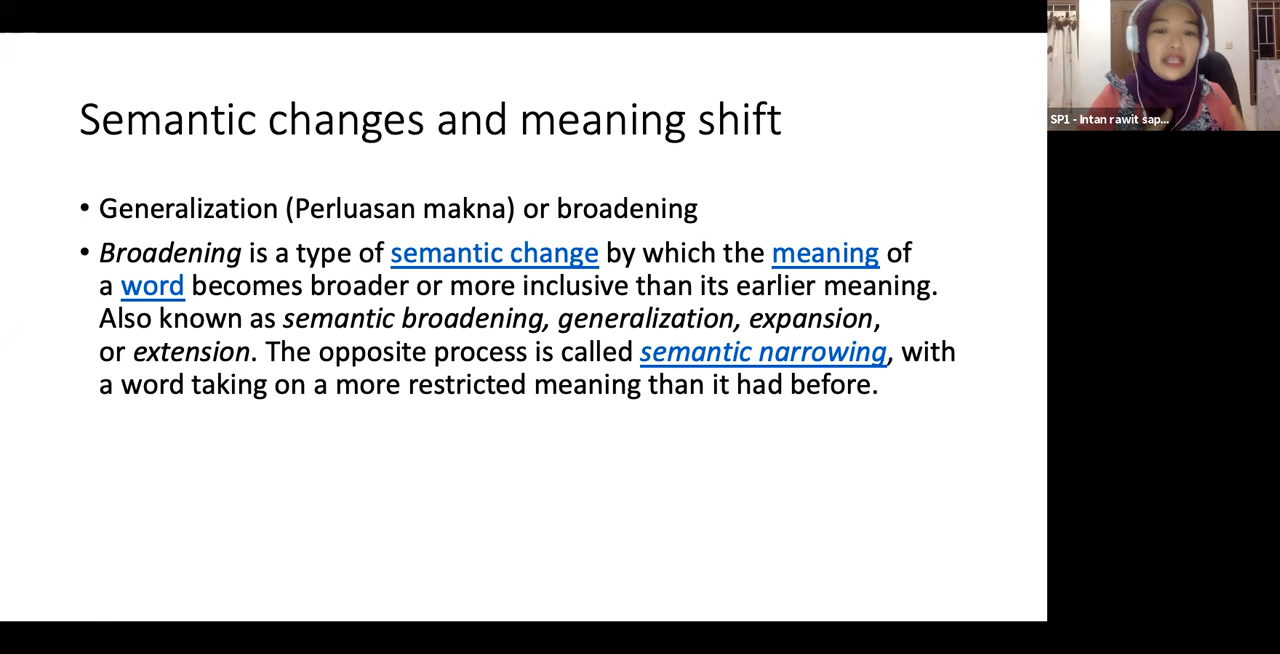 Semantic changes and meaning shift
• Generalization (Perluasan makna) or broadening
• Broadening is a type of semantic change by which the meaning of
a word becomes broader or more inclusive than its earlier meaning.
Also known as semantic broadening, generalization, expansion,
or extension. The opposite process is called semantic narrowing, with
a word taking on a more restricted meaning than it had before.
SP1 - Intan rawit sap...